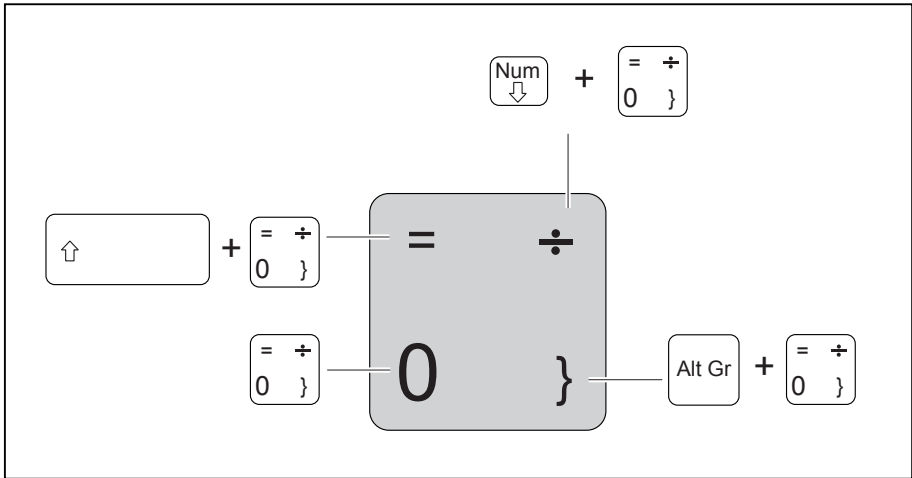 Num + = ÷
0 }
+ = ÷
0 }
= ÷
= ÷
0 }
0 }
Alt Gr + = ÷
0 }